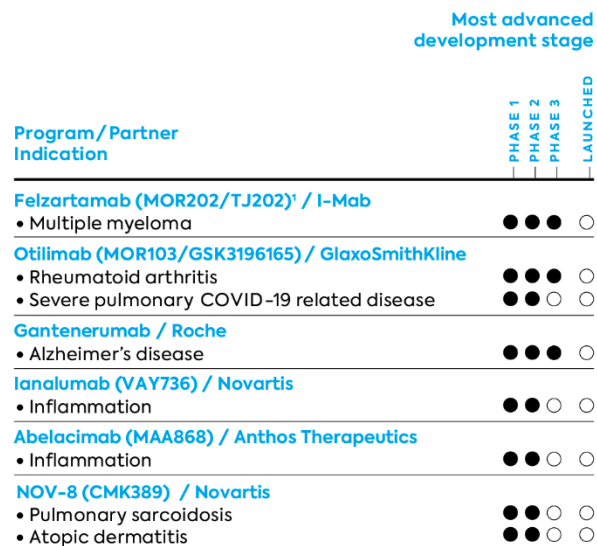 Most advanced
development stage
PHASE 1
PHASE 2
PHASE 3
LAUNCHED
Program/Partner
Indication
Felzartamab (MOR202/TJ202)¹ / I-Mab
• Multiple myeloma
Otilimab (MOR103/GSK3196165) / GlaxoSmithKline
• Rheumatoid arthritis
• Severe pulmonary COVID-19 related disease
Gantenerumab / Roche
• Alzheimer's disease
Ianalumab (VAY736) / Novartis
• Inflammation
Abelacimab (MAA868) / Anthos Therapeutics
• Inflammation
NOV-8 (CMK389) / Novartis
• Pulmonary sarcoidosis
• Atopic dermatitis